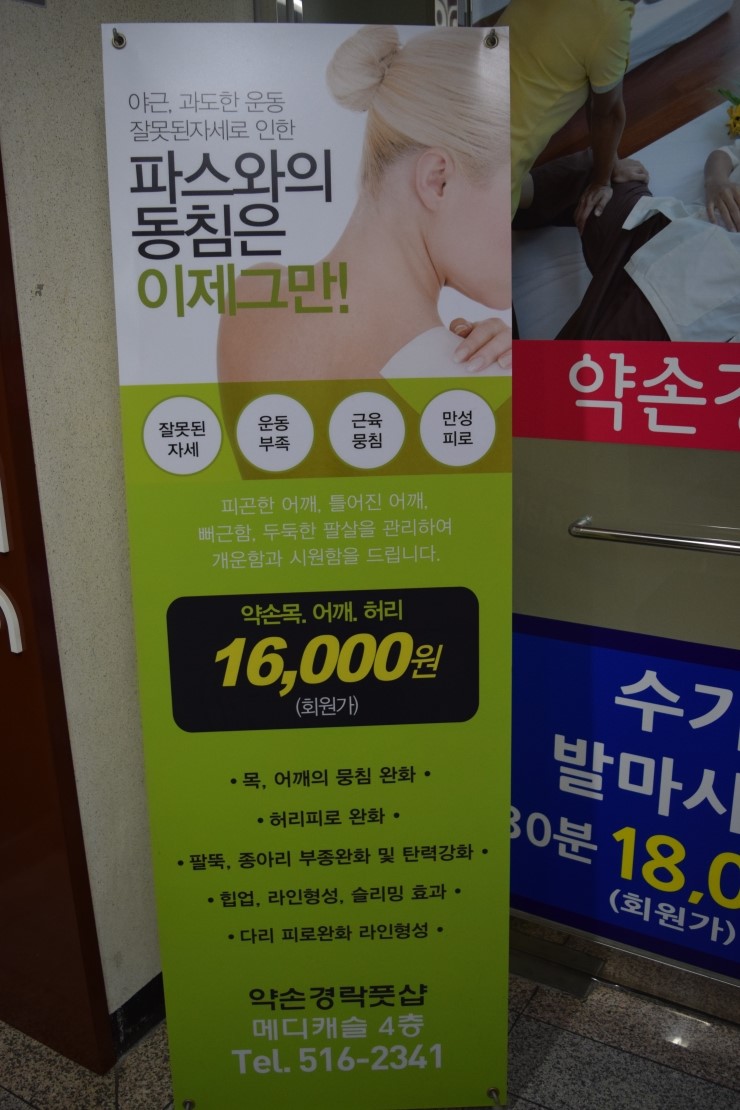 야근, 과도한 운동
잘못된자세로 인한
파스와의
동침은
이제그만!
잘못된
자세
운동
부족
근육
뭉침
만성
피로
피곤한 어깨, 틀어진 어깨,
뻐근함, 두둑한 팔살을 관리하여
개운함과 시원함을 드립니다.
약손목. 어깨. 허리
16,000원
(회원가)
• 목, 어깨의 뭉침 완화 •
• 허리피로 완화 •
• 팔뚝, 종아리 부종완화 및 탄력강화 •
• 힙업, 라인형성, 슬리밍 효과 •
• 다리 피로완화 라인형성 •
약손경락풋샵
메디캐슬 4층
Tel. 516-2341
약손
수기
발마사
30분 18,0
(회원가)